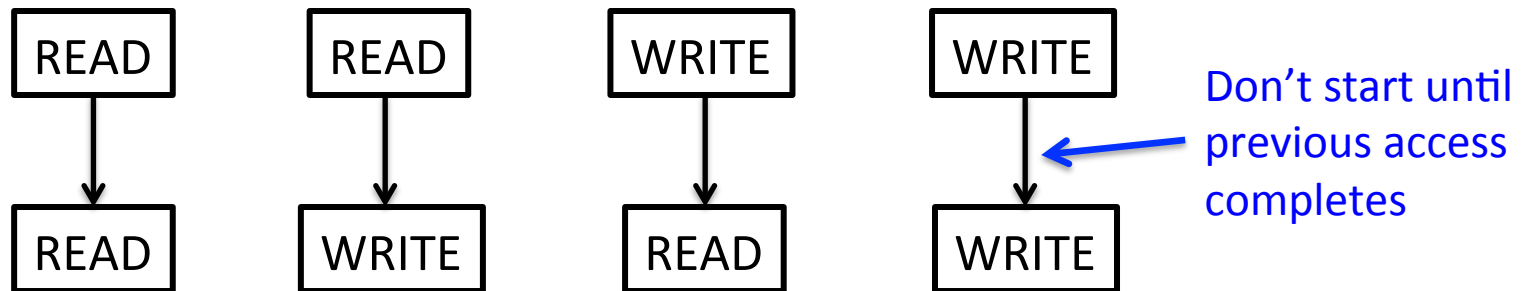 READ READ WRITE WRITE
Don't start until
previous access
completes
READ WRITE READ WRITE